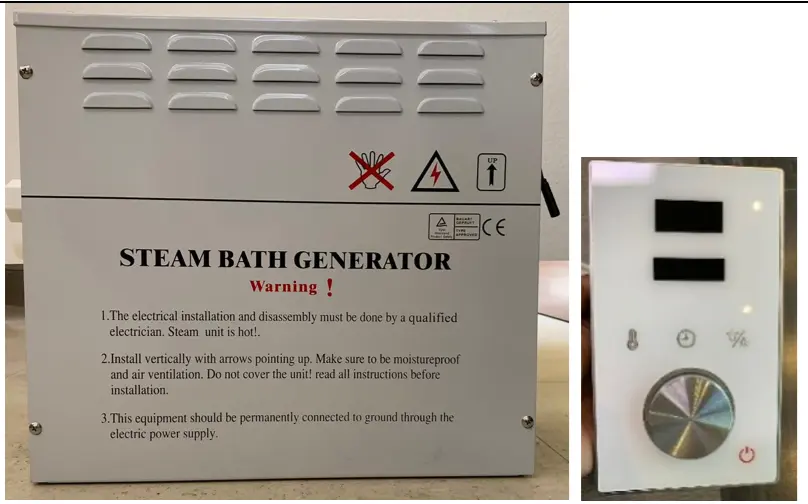 UP
CE
STEAM BATH GENERATOR
Warning !
1.The electrical installation and disassembly must be done by a qualified
electrician. Steam unit is hot!.
2.Install vertically with arrows pointing up. Make sure to be moistureproof
and air ventilation. Do not cover the unit! read all instructions before
installation.
3.This equipment should be permanently connected to ground through the
electric power supply.